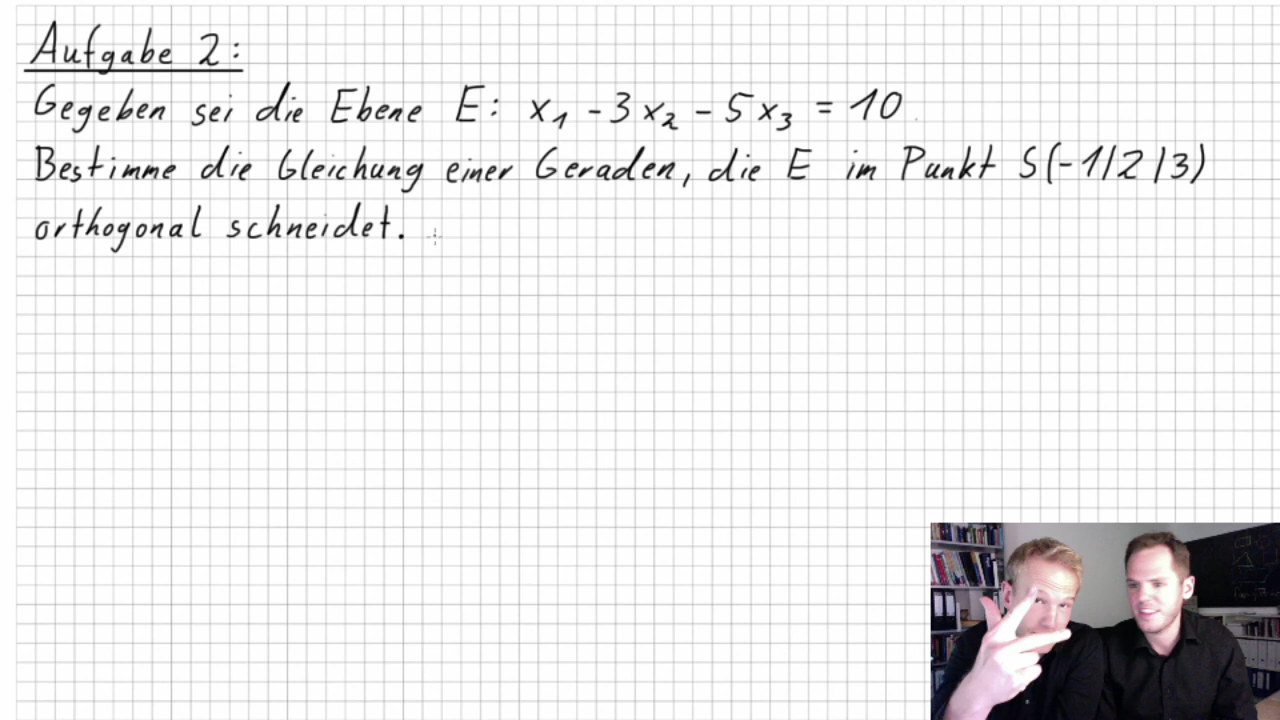 Aufgabe 2:
Gegeben sei die Ebene E: x₁ - 3x₂ - 5x₃ = 10
Bestimme die Gleichung einer Geraden, die E im Punkt S(-1/2/3)
orthogonal schneidet.